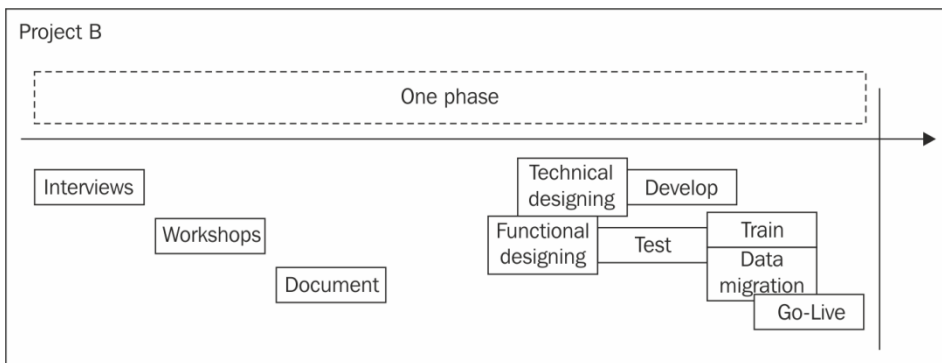 Project B
One phase
Interviews
Workshops
Document
Technical
designing
Develop
Functional
designing
Test
Train
Data
migration
Go-Live